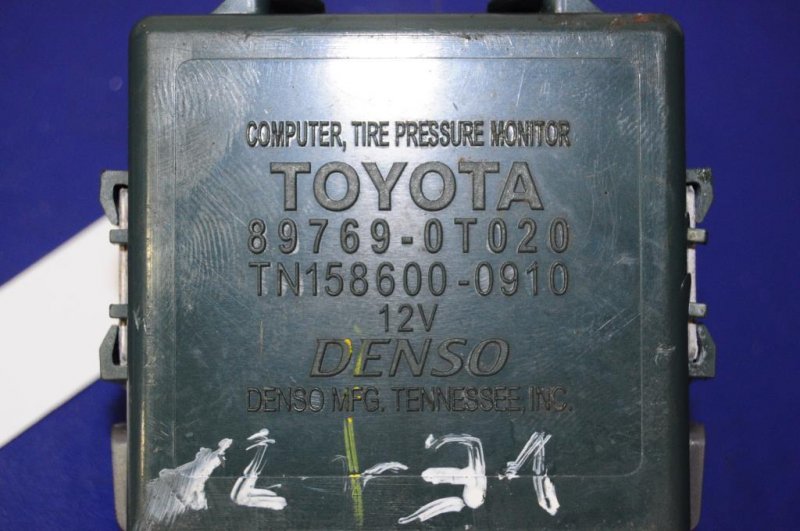 COMPUTER, TIRE PRESSURE MONITOR
TOYOTA
89769-0T020
TN158600-0910
12V
DENSO
DENSO MFG. TENNESSEE, INC.